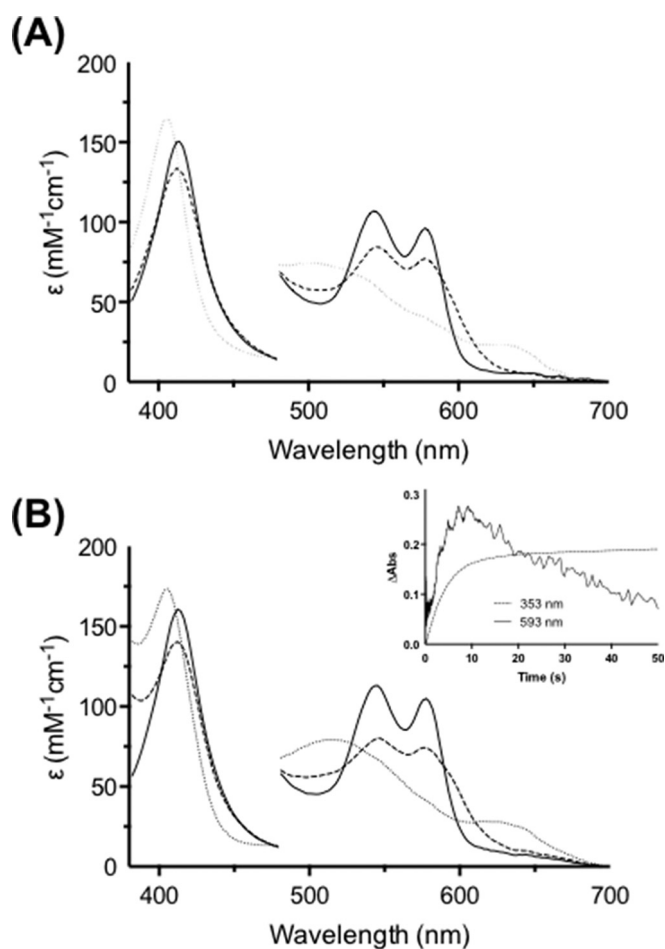 (A)
200
150
100
50
0
ε (mM⁻¹cm⁻¹)
400 500 600 700
Wavelength (nm)
(B)
0.3
0.2
0.1
0.0
ΔAbs
353 nm
593 nm
0 10 20 30 40 50
Time (s)
200
150
100
50
0
ε (mM⁻¹cm⁻¹)
400 500 600 700
Wavelength (nm)